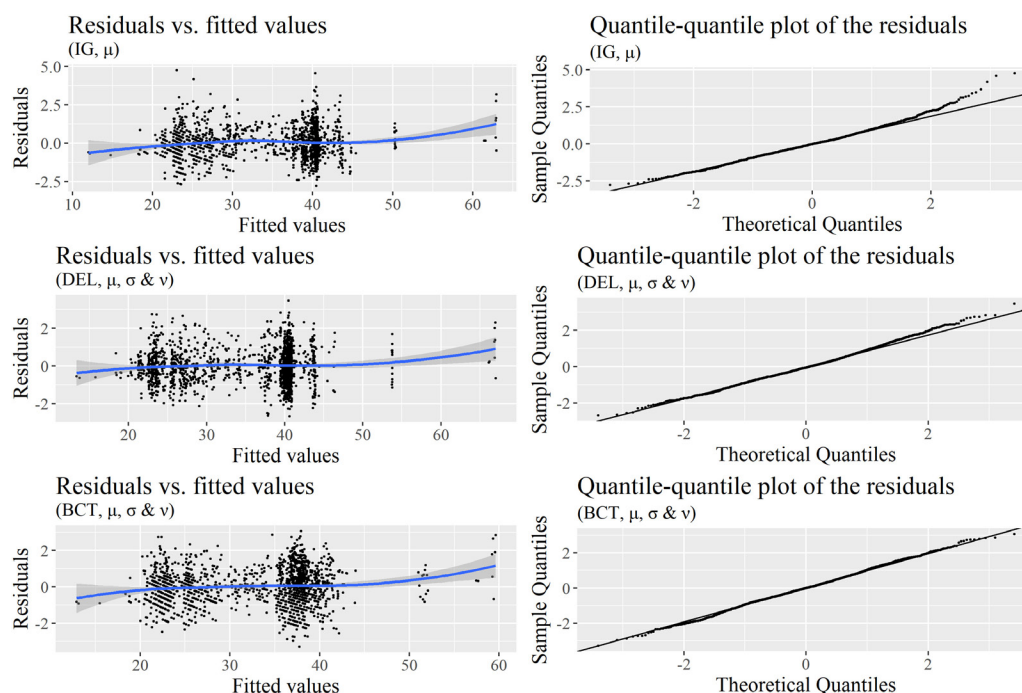 Residuals vs. fitted values
(IG, μ)
5.0
2.5
0.0
-2.5
Residuals
10 20 30 40 50 60
Fitted values
Quantile-quantile plot of the residuals
(IG, μ)
5.0
2.5
0.0
-2.5
Sample Quantiles
-2 0 2
Theoretical Quantiles
Residuals vs. fitted values
(DEL, μ, σ & ν)
2
0
-2
Residuals
20 30 40 50 60
Fitted values
Quantile-quantile plot of the residuals
(DEL, μ, σ & ν)
2
0
-2
Sample Quantiles
-2 0 2
Theoretical Quantiles
Residuals vs. fitted values
(BCT, μ, σ & ν)
2
0
-2
Residuals
20 30 40 50 60
Fitted values
Quantile-quantile plot of the residuals
(BCT, μ, σ & ν)
2
0
-2
Sample Quantiles
-2 0 2
Theoretical Quantiles